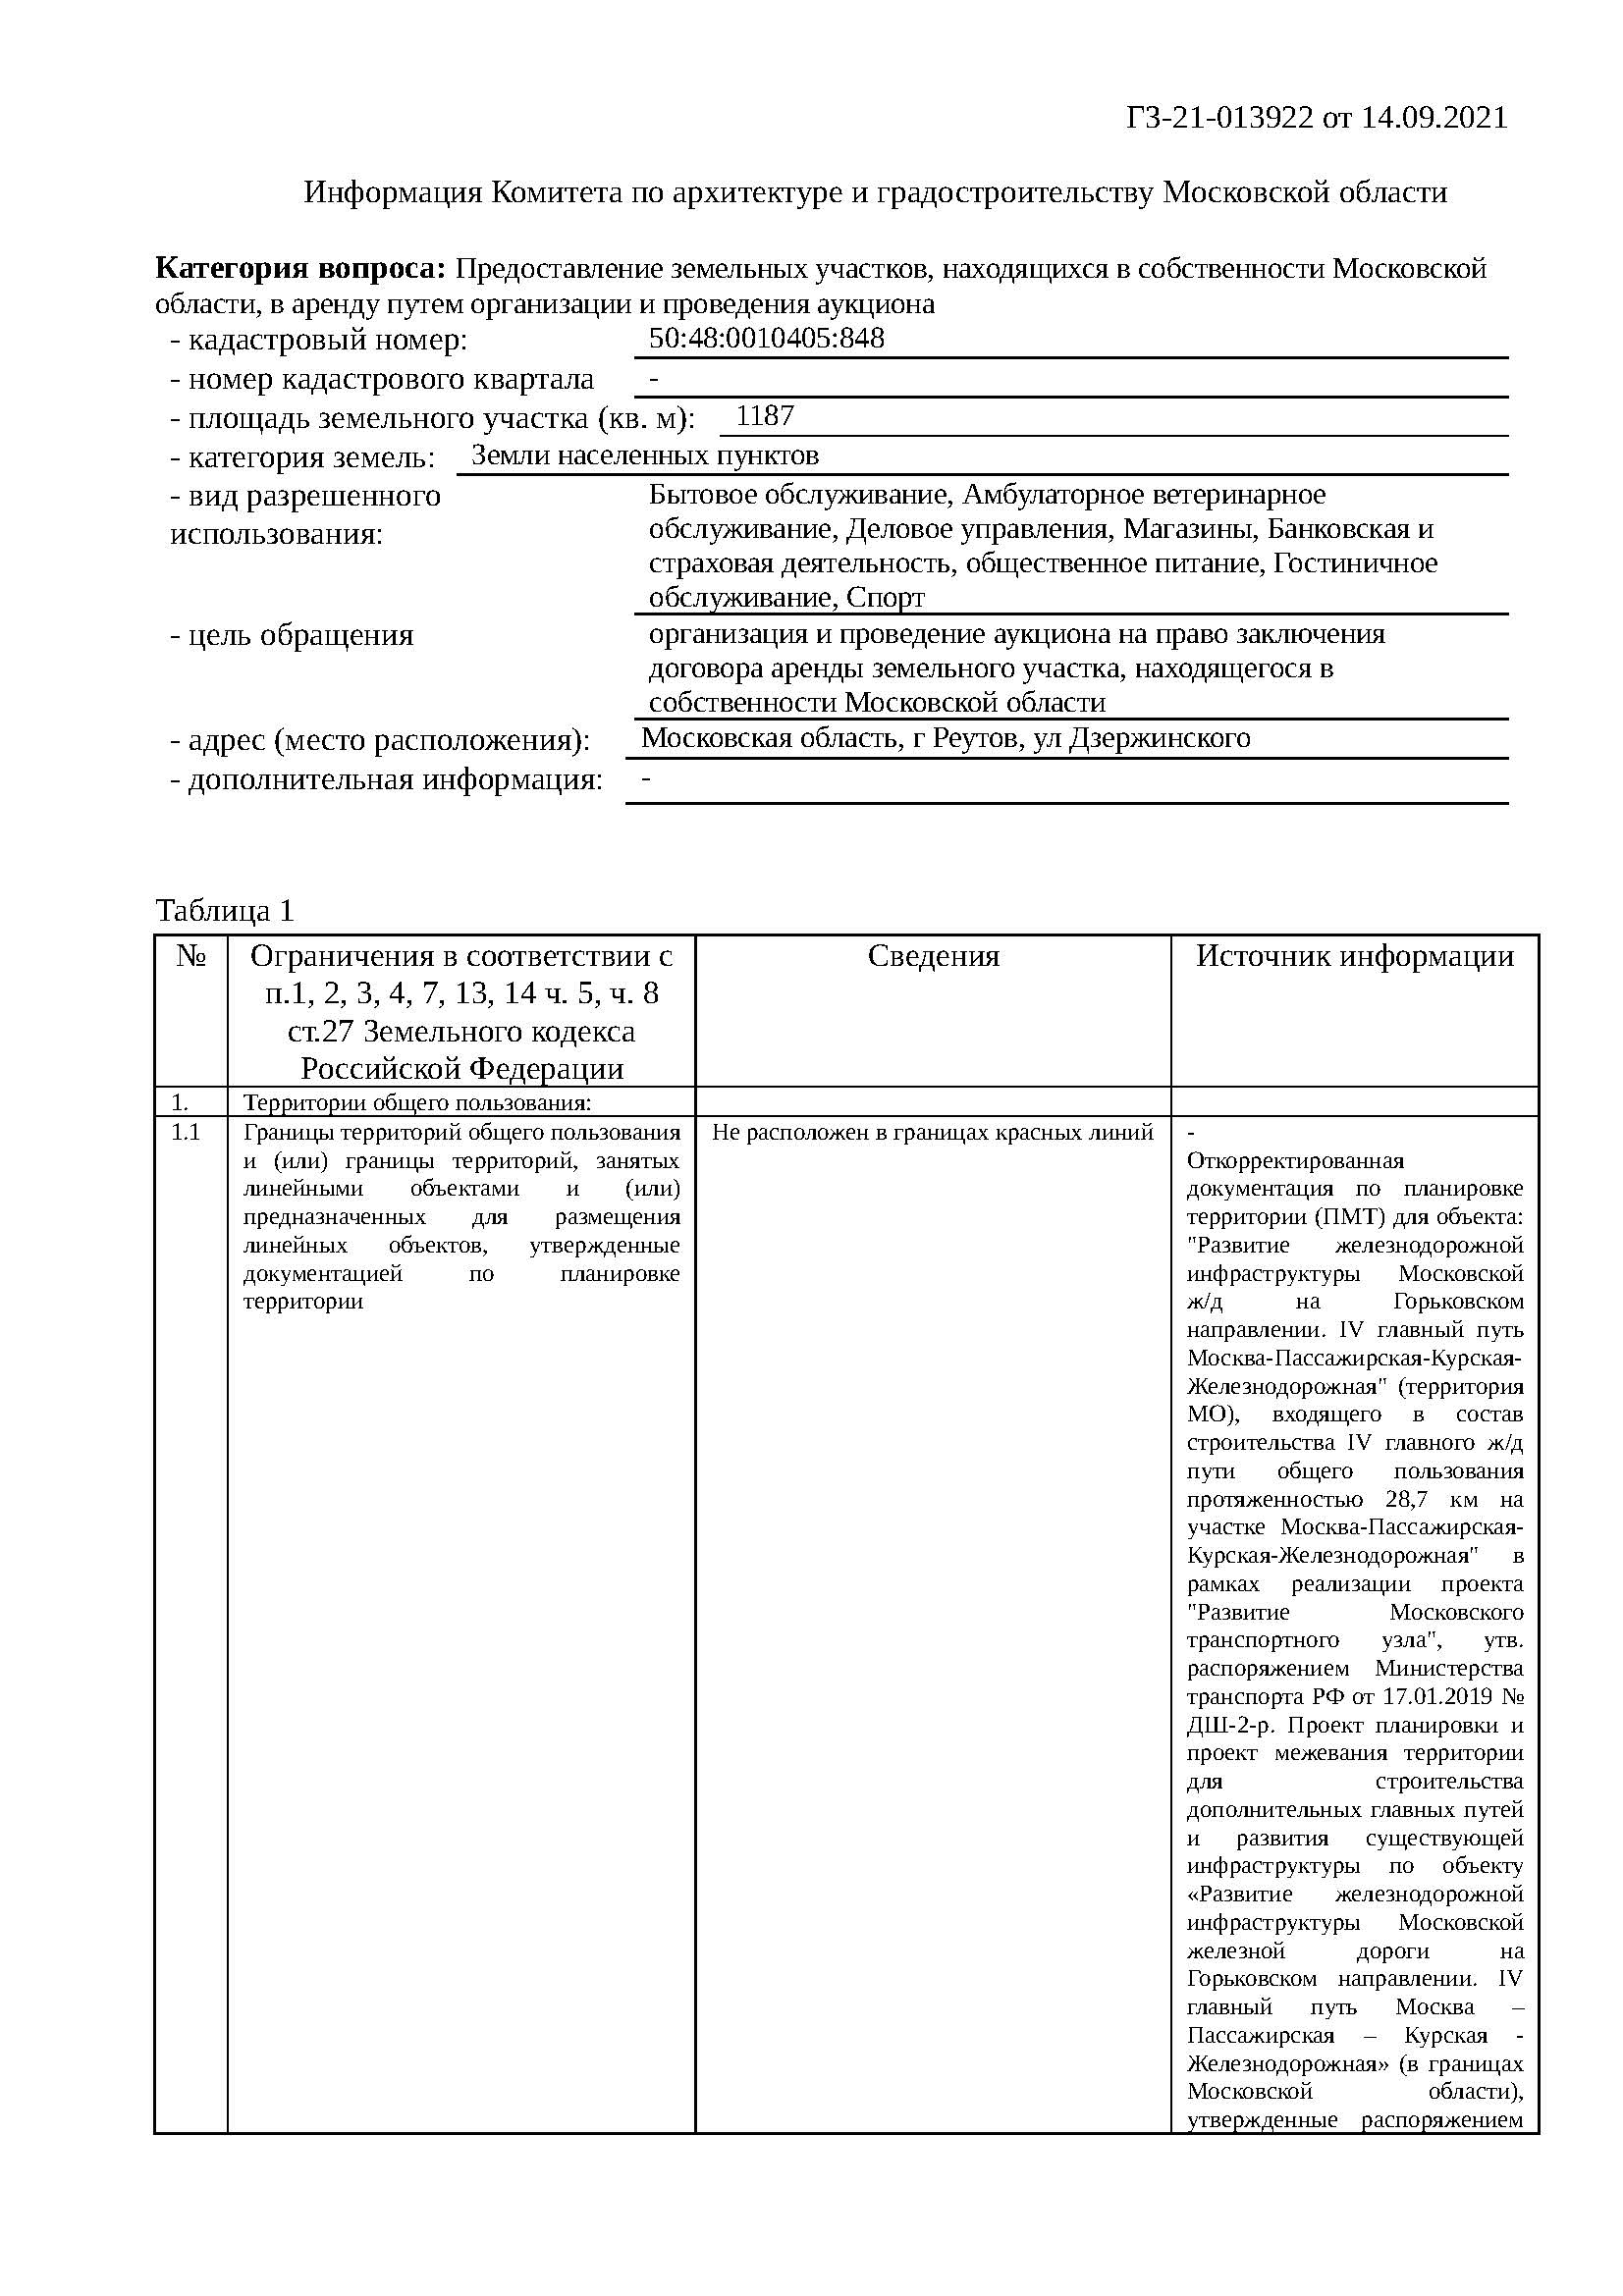 ГЗ-21-013922 от 14.09.2021
Информация Комитета по архитектуре и градостроительству Московской области
Категория вопроса: Предоставление земельных участков, находящихся в собственности Московской
области, в аренду путем организации и проведения аукциона
- кадастровый номер: 50:48:0010405:848
- номер кадастрового квартала -
- площадь земельного участка (кв. м): 1187
- категория земель: Земли населенных пунктов
- вид разрешенного
использования:
Бытовое обслуживание, Амбулаторное ветеринарное
обслуживание, Деловое управления, Магазины, Банковская и
страховая деятельность, общественное питание, Гостиничное
обслуживание, Спорт
- цель обращения
организация и проведение аукциона на право заключения
договора аренды земельного участка, находящегося в
собственности Московской области
- адрес (место расположения): Московская область, г Реутов, ул Дзержинского
- дополнительная информация: -
Таблица 1
№
Ограничения в соответствии с
п.1, 2, 3, 4, 7, 13, 14 ч. 5, ч. 8
ст.27 Земельного кодекса
Российской Федерации
Сведения
Источник информации
1. Территории общего пользования:
1.1
Границы территорий общего пользования
и (или) границы территорий, занятых
линейными объектами и (или)
предназначенных для размещения
линейных объектов, утвержденные
документацией по планировке
территории
Не расположен в границах красных линий
-
Откорректированная
документация по планировке
территории (ПМТ) для объекта:
"Развитие железнодорожной
инфраструктуры Московской
ж/д на Горьковском
направлении. IV главный путь
Москва-Пассажирская-Курская-
Железнодорожная" (территория
МО), входящего в состав
строительства IV главного ж/д
пути общего пользования
протяженностью 28,7 км на
участке Москва-Пассажирская-
Курская-Железнодорожная" в
рамках реализации проекта
"Развитие Московского
транспортного узла", утв.
распоряжением Министерства
транспорта РФ от 17.01.2019 №
ДШ-2-р. Проект планировки и
проект межевания территории
для строительства
дополнительных главных путей
и развития существующей
инфраструктуры по объекту
«Развитие железнодорожной
инфраструктуры Московской
железной дороги на
Горьковском направлении. IV
главный путь Москва –
Пассажирская – Курская -
Железнодорожная» (в границах
Московской области),
утвержденные распоряжением